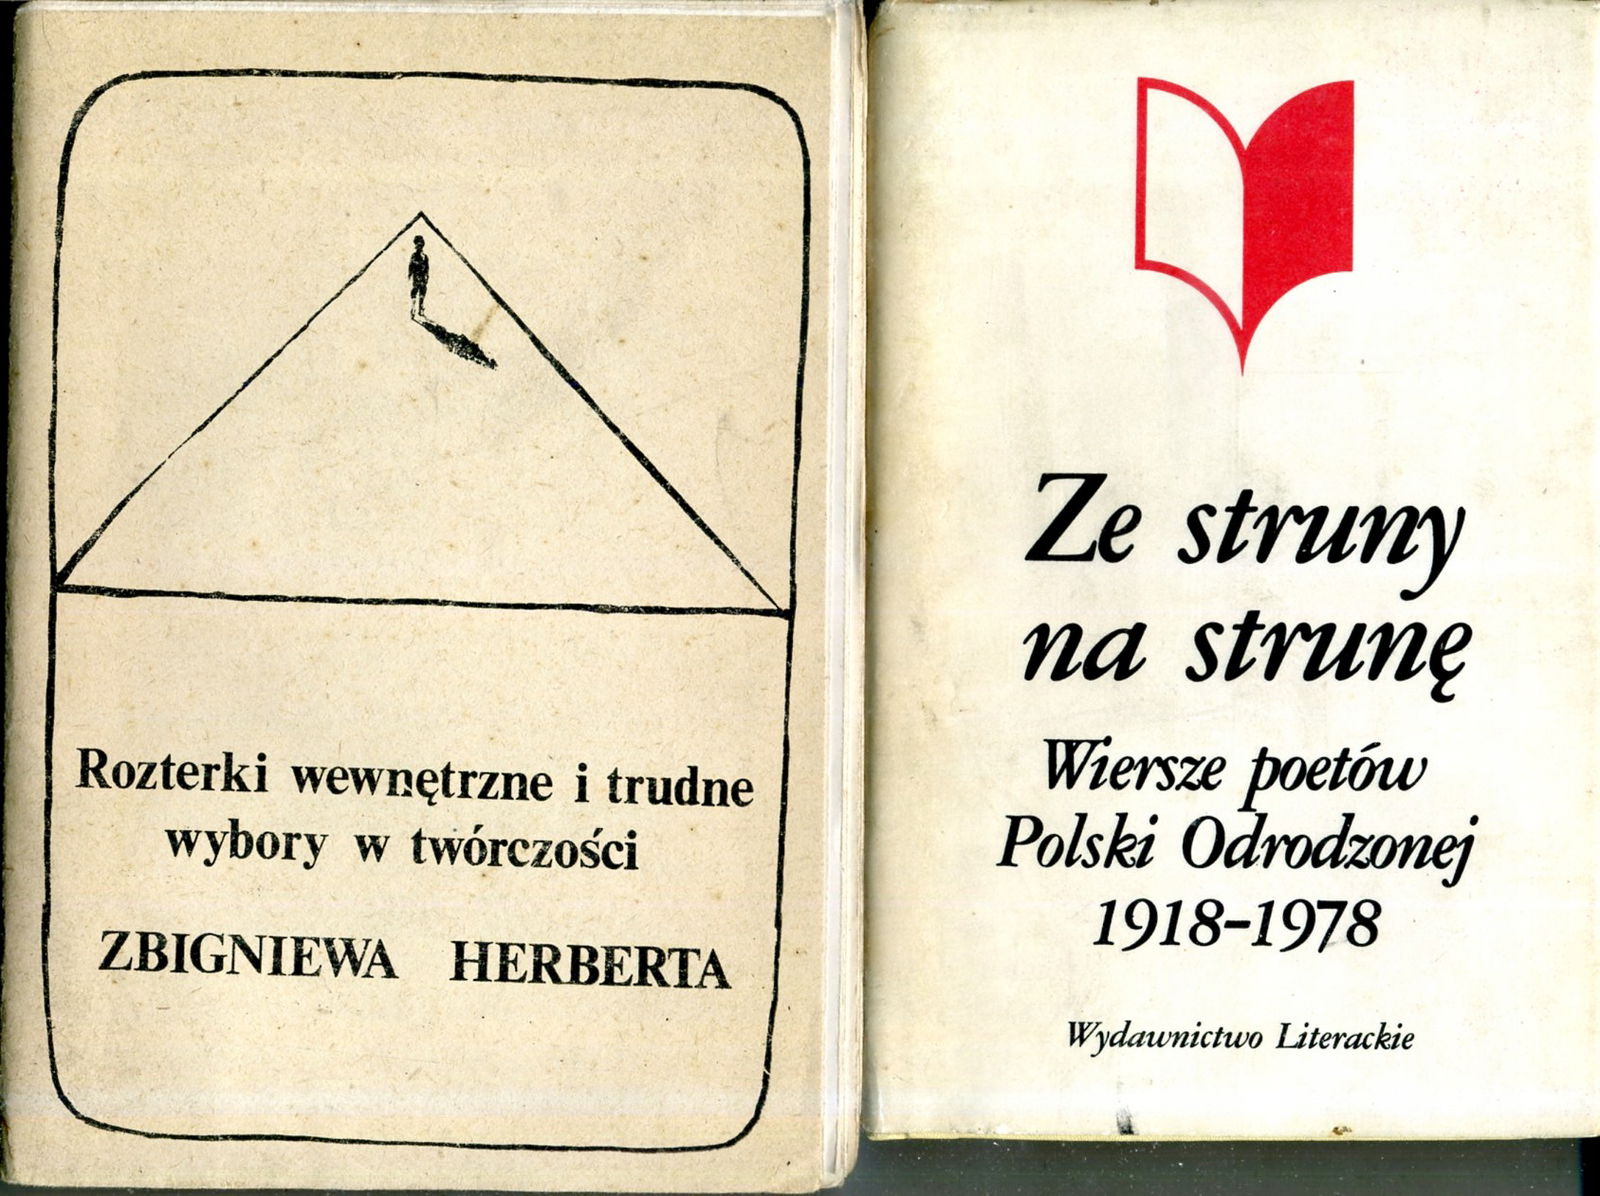 Rozterki wewnętrzne i trudne
wybory w twórczości
ZBIGNIEWA HERBERTA
Ze struny
na strunę
Wiersze poetów
Polski Odrodzonej
1918-1978
Wydawnictwo Literackie